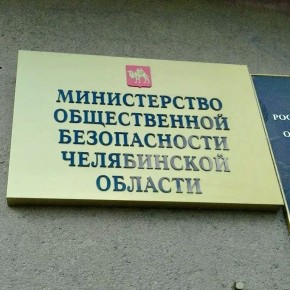 МИНИСТЕРСТВО
ОБЩЕСТВЕННОЙ
БЕЗОПАСНОСТИ
ЧЕЛЯБИНСКОЙ
ОБЛАСТИ